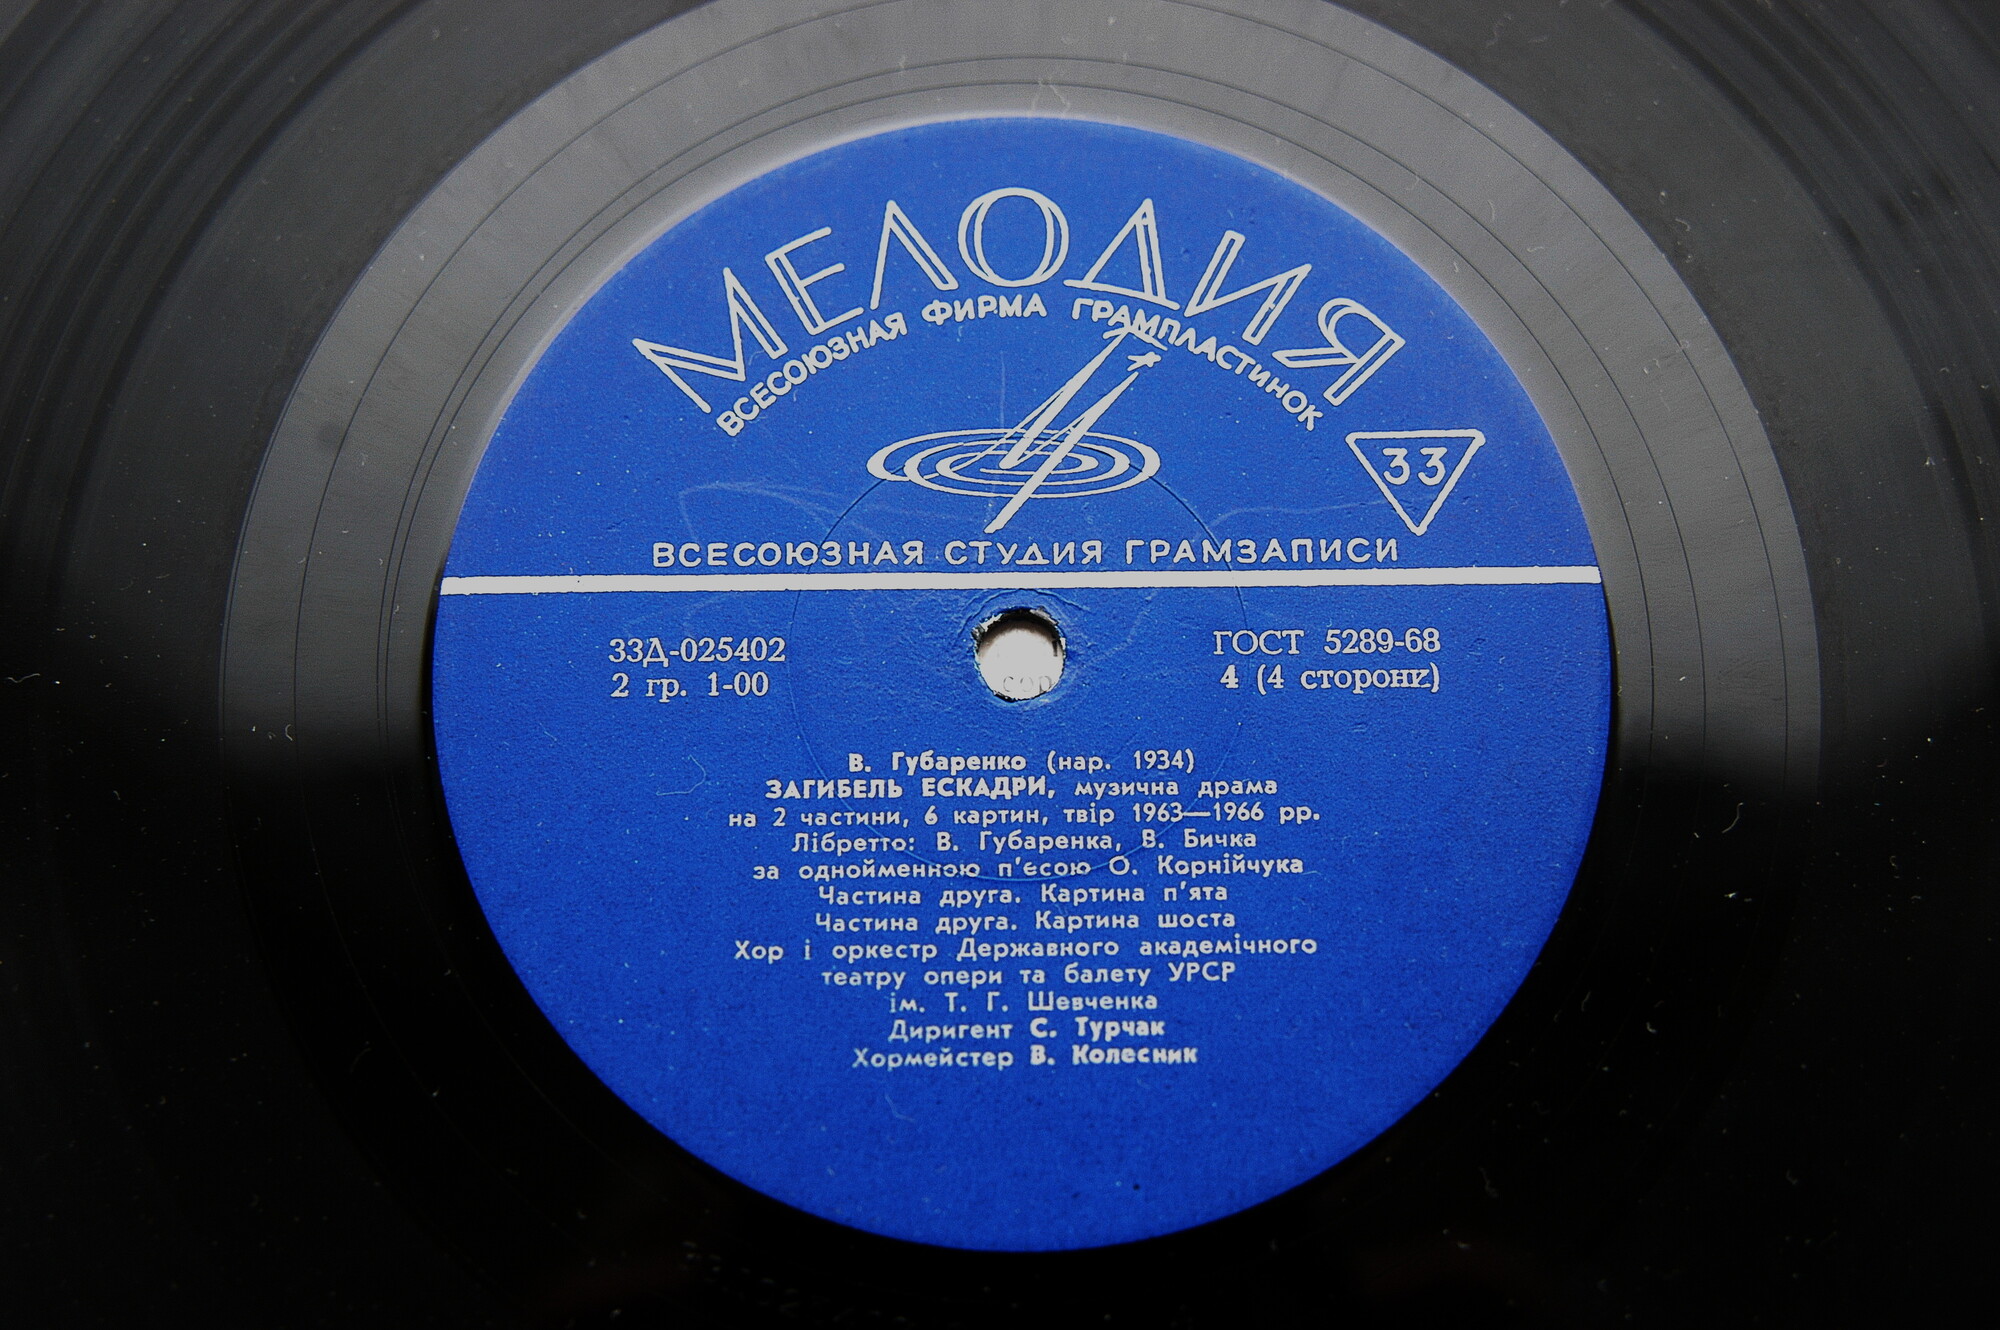 МЕЛОДИЯ
ВСЕСОЮЗНАЯ ФИРМА ГРАМПЛАСТИНОК
33
ВСЕСОЮЗНАЯ СТУДИЯ ГРАМЗАПИСИ
33Д-025402
ГОСТ 5289-68
2 гр. 1-00
4 (4 сторони)
В. Губаренко (нар. 1934)
ЗАГИБЕЛЬ ЕСКАДРИ, музична драма
на 2 частини, 6 картин, твір 1963—1966 рр.
Лібретто: В. Губаренка, В. Бичка
за однойменною п'єсою О. Корнійчука
Частина друга. Картина п'ята
Частина друга. Картина шоста
Хор і оркестр Державного академічного
театру опери та балету УРСР
ім. Т. Г. Шевченка
Диригент С. Турчак
Хормейстер В. Колесник